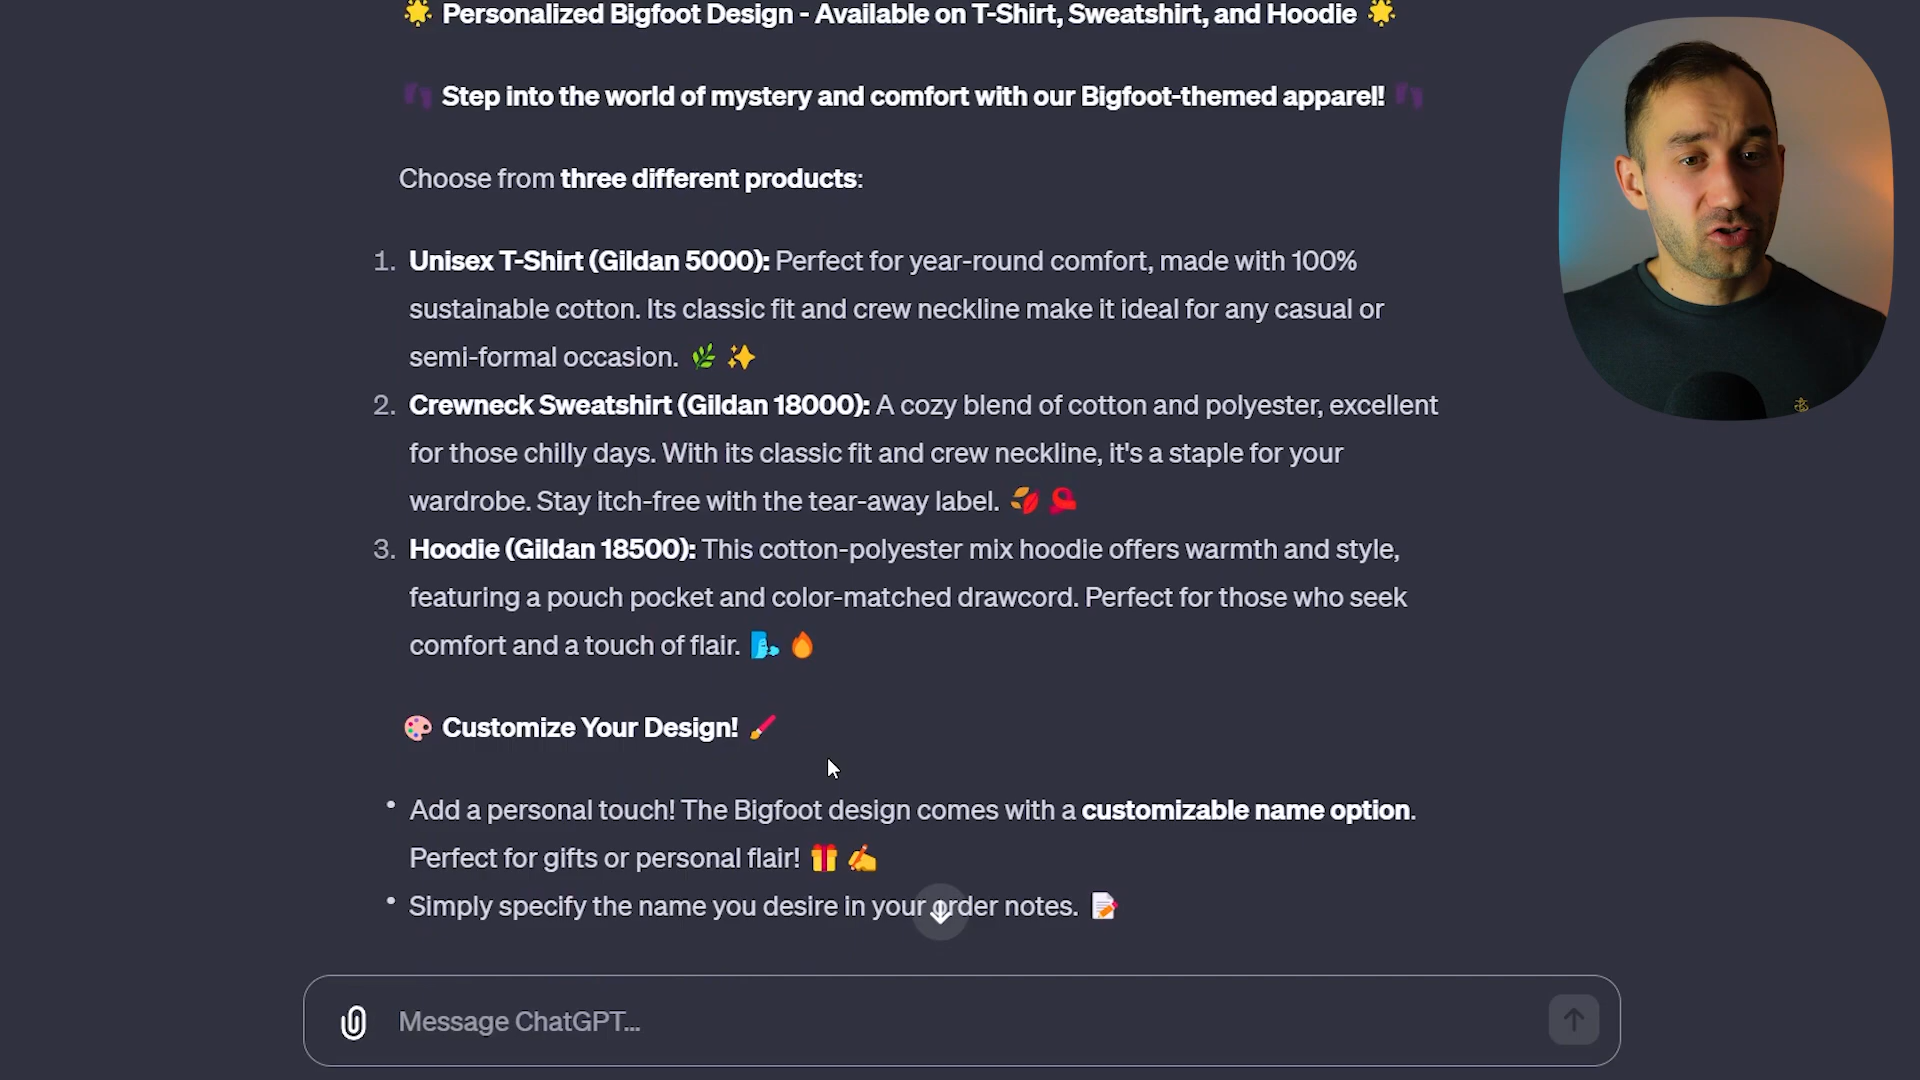 Personalized Bigfoot Design - Available on T-Shirt, Sweatshirt, and Hoodie
Step into the world of mystery and comfort with our Bigfoot-themed apparel!
Choose from three different products:
1. Unisex T-Shirt (Gildan 5000): Perfect for year-round comfort, made with 100%
sustainable cotton. Its classic fit and crew neckline make it ideal for any casual or
semi-formal occasion. 🌿 ✨
2. Crewneck Sweatshirt (Gildan 18000): A cozy blend of cotton and polyester, excellent
for those chilly days. With its classic fit and crew neckline, it's a staple for your
wardrobe. Stay itch-free with the tear-away label. 🍂 🧣
3. Hoodie (Gildan 18500): This cotton-polyester mix hoodie offers warmth and style,
featuring a pouch pocket and color-matched drawcord. Perfect for those who seek
comfort and a touch of flair. 🌬️ 🔥
🎨 Customize Your Design! 🖌️
• Add a personal touch! The Bigfoot design comes with a customizable name option.
Perfect for gifts or personal flair! 🎁 ✍️
• Simply specify the name you desire in your order notes. 📝
Message ChatGPT...